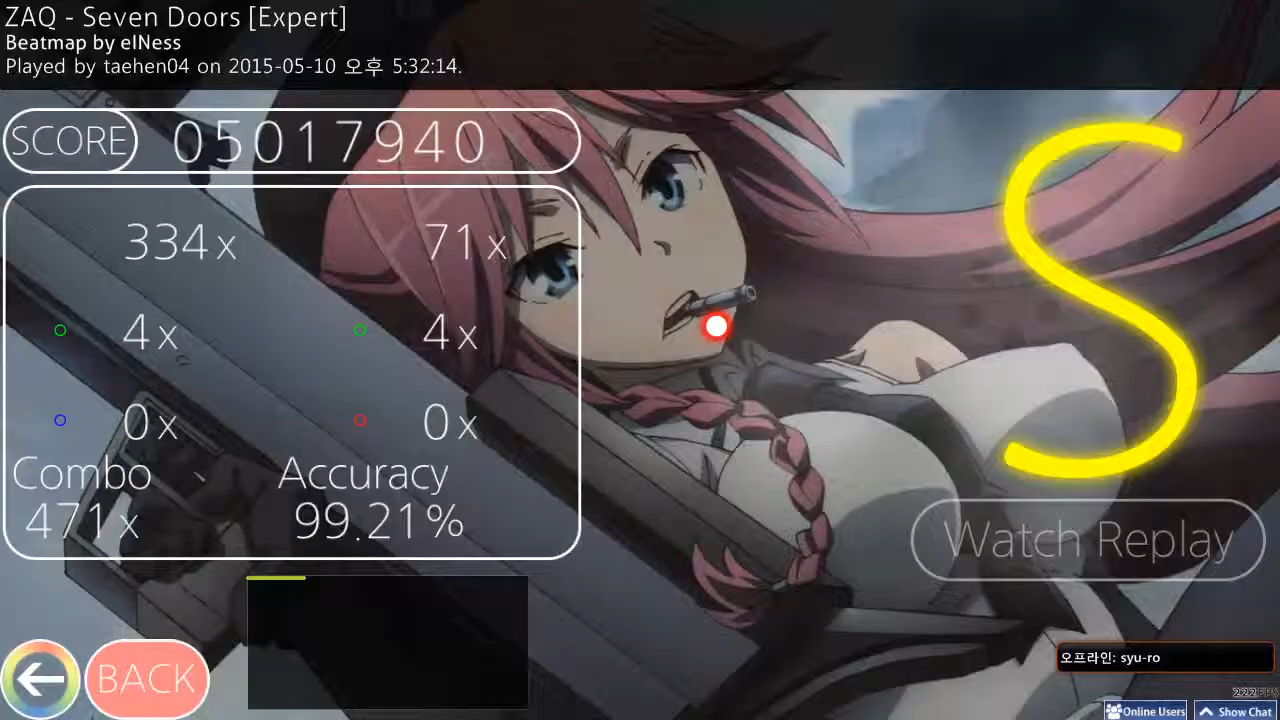 ZAQ - Seven Doors [Expert]
Beatmap by elNess
Played by taehen04 on 2015-05-10 오후 5:32:14.
SCORE 05017940
334x 71x
4x 4x
0x 0x
Combo Accuracy
471x 99.21%
S
Watch Replay
BACK
오프라인: syu-ro
222FPS
Online Users Show Chat